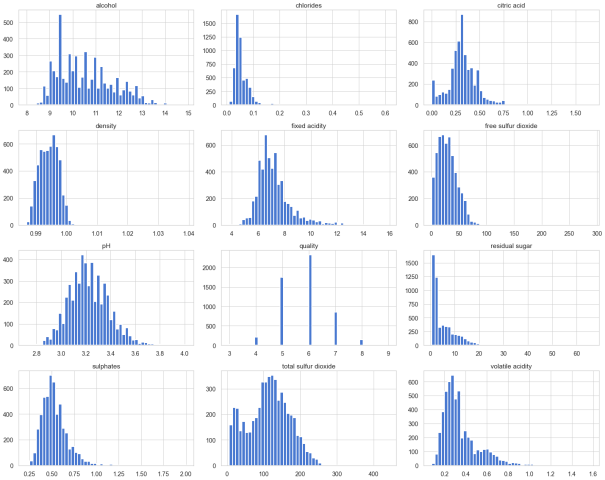 alcohol
500
400
300
200
100
0
8 9 10 11 12 13 14 15
chlorides
1500
1250
1000
750
500
250
0
0.0 0.1 0.2 0.3 0.4 0.5 0.6
citric acid
800
600
400
200
0
0.00 0.25 0.50 0.75 1.00 1.25 1.50
density
600
400
200
0
0.99 1.00 1.01 1.02 1.03 1.04
fixed acidity
600
400
200
0
4 6 8 10 12 14 16
free sulfur dioxide
600
400
200
0
0 50 100 150 200 250 300
pH
400
300
200
100
0
2.8 3.0 3.2 3.4 3.6 3.8 4.0
quality
2000
1500
1000
500
0
3 4 5 6 7 8 9
residual sugar
1500
1250
1000
750
500
250
0
0 10 20 30 40 50 60
sulphates
600
400
200
0
0.25 0.50 0.75 1.00 1.25 1.50 1.75 2.00
total sulfur dioxide
300
200
100
0
0 100 200 300 400
volatile acidity
600
400
200
0
0.2 0.4 0.6 0.8 1.0 1.2 1.4 1.6